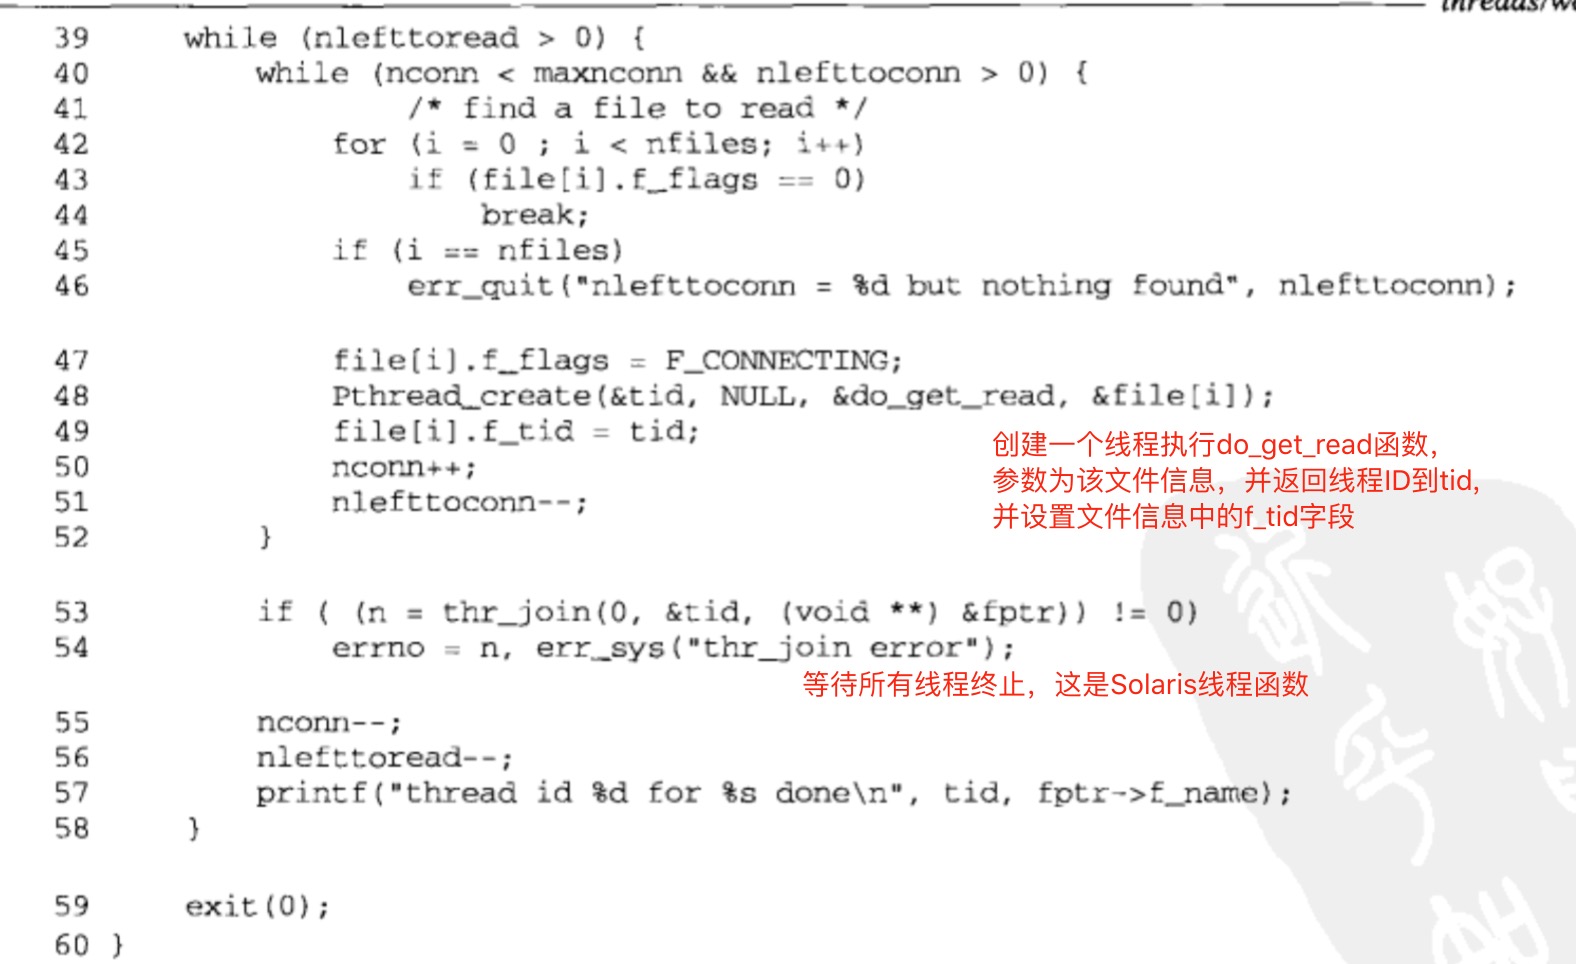 39 while (nlefttoread > 0) {
40 while (nconn < maxnconn && nlefttoconn > 0) {
41 /* find a file to read */
42 for (i = 0 ; i < nfiles; i++)
43 if (file[i].f_flags == 0)
44 break;
45 if (i == nfiles)
46 err_quit("nlefttoconn = %d but nothing found", nlefttoconn);
47 file[i].f_flags = F_CONNECTING;
48 Pthread_create(&tid, NULL, &do_get_read, &file[i]);
49 file[i].f_tid = tid;
50 nconn++;
51 nlefttoconn--;
52 }
创建一个线程执行do_get_read函数，
参数为该文件信息，并返回线程ID到tid,
并设置文件信息中的f_tid字段
53 if ( (n = thr_join(0, &tid, (void **) &fptr)) != 0)
54 errno = n, err_sys("thr_join error");
等待所有线程终止，这是Solaris线程函数
55 nconn--;
56 nlefttoread--;
57 printf("thread id %d for %s done\n", tid, fptr->f_name);
58 }
59 exit(0);
60 }